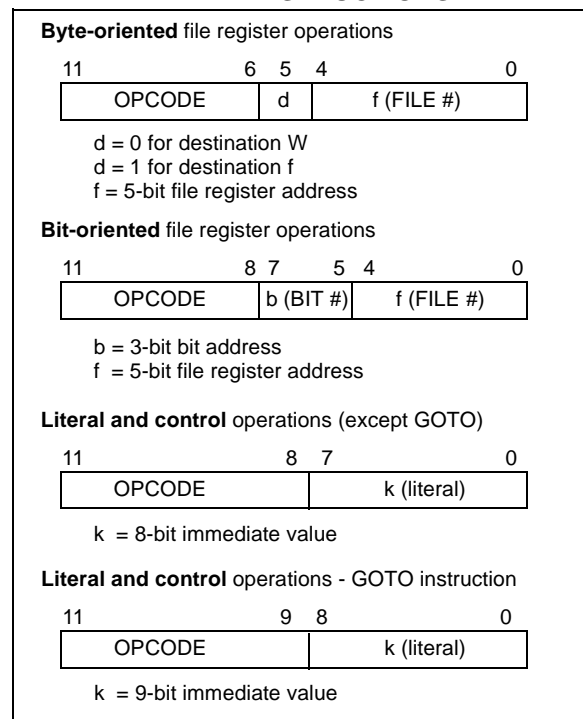 Byte-oriented file register operations
11 6 5 4 0
OPCODE d f (FILE #)
d = 0 for destination W
d = 1 for destination f
f = 5-bit file register address
Bit-oriented file register operations
11 8 7 5 4 0
OPCODE b (BIT #) f (FILE #)
b = 3-bit bit address
f = 5-bit file register address
Literal and control operations (except GOTO)
11 8 7 0
OPCODE k (literal)
k = 8-bit immediate value
Literal and control operations - GOTO instruction
11 9 8 0
OPCODE k (literal)
k = 9-bit immediate value